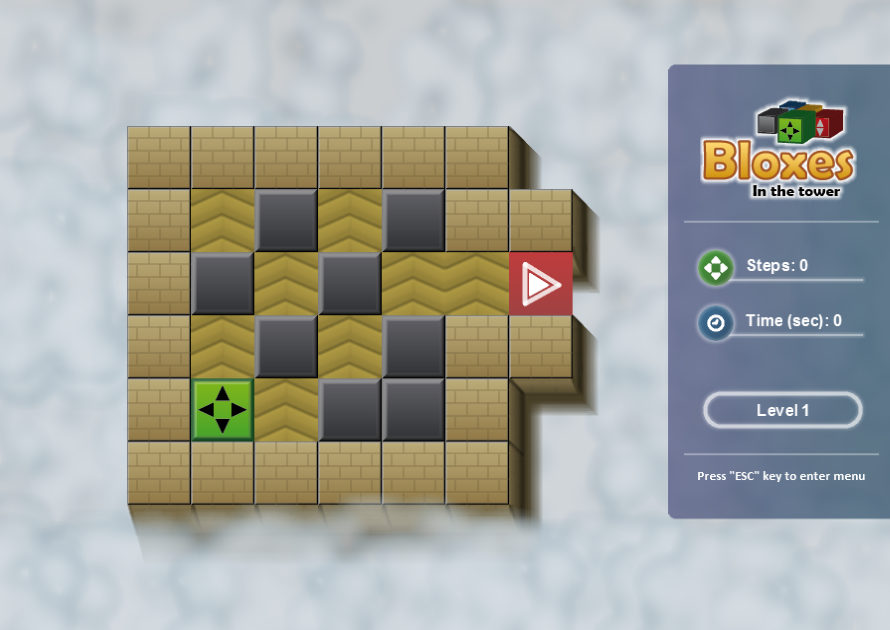 Bloxes
In the tower
Steps: 0
Time (sec): 0
Level 1
Press "ESC" key to enter menu